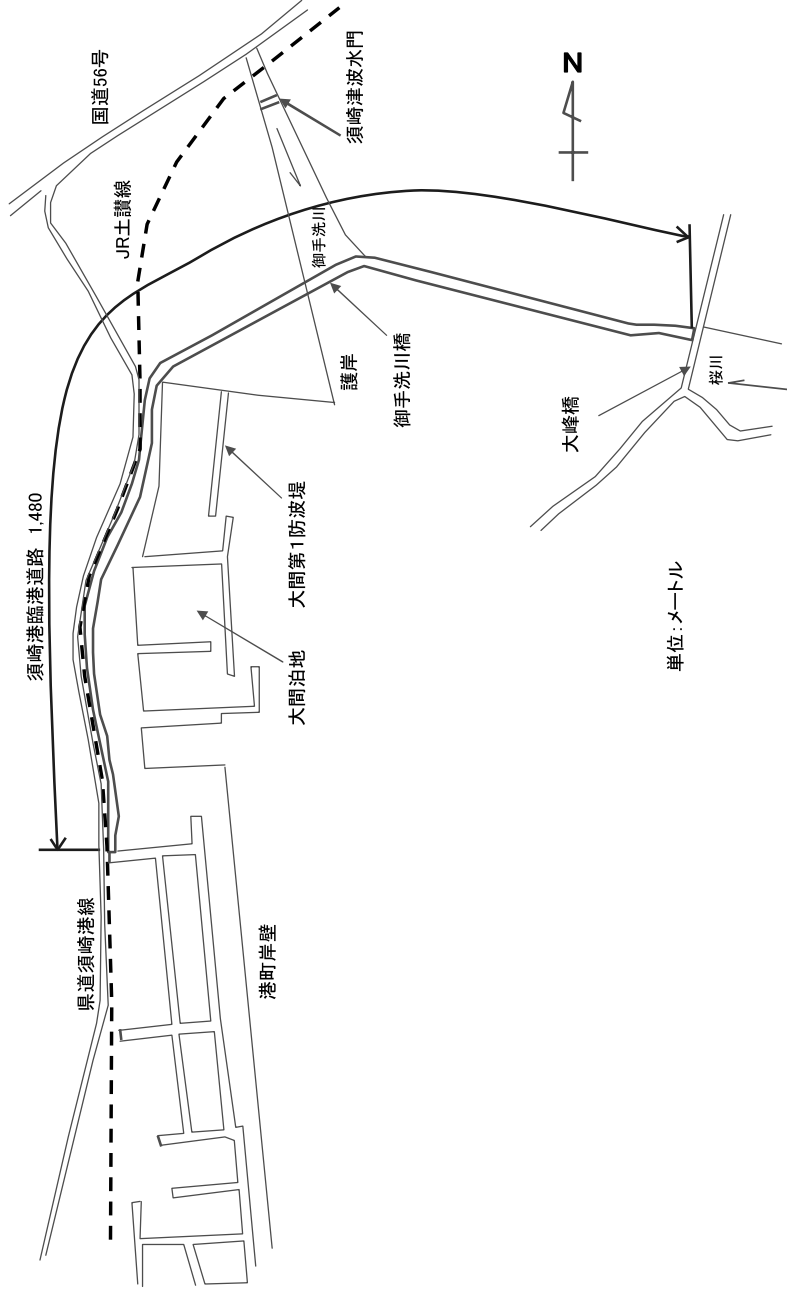 国道56号
JR土讃線
須崎津波水門
N
御手洗川
須崎港臨港道路 1,480
護岸
御手洗川橋
大峰橋
桜川
大間第1防波堤
大間泊地
単位：メートル
県道須崎港線
港町岸壁